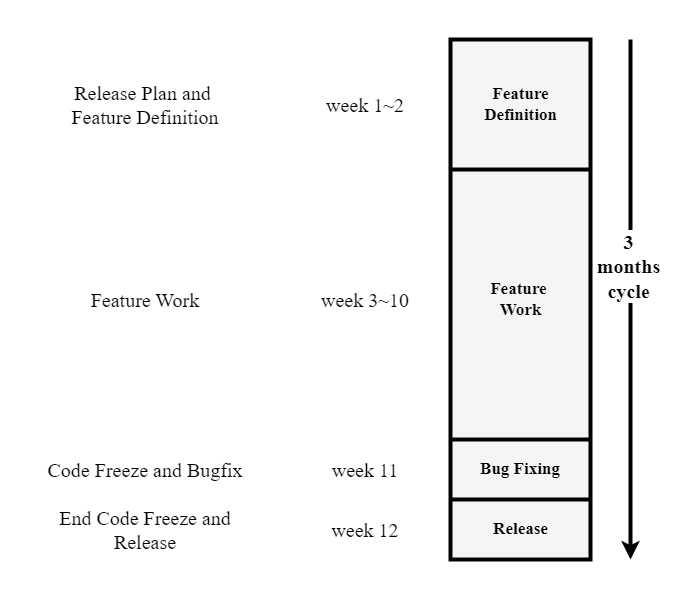 Release Plan and
Feature Definition
week 1~2
Feature
Definition
3
months
cycle
Feature Work
week 3~10
Feature
Work
Code Freeze and Bugfix
week 11
Bug Fixing
End Code Freeze and
Release
week 12
Release